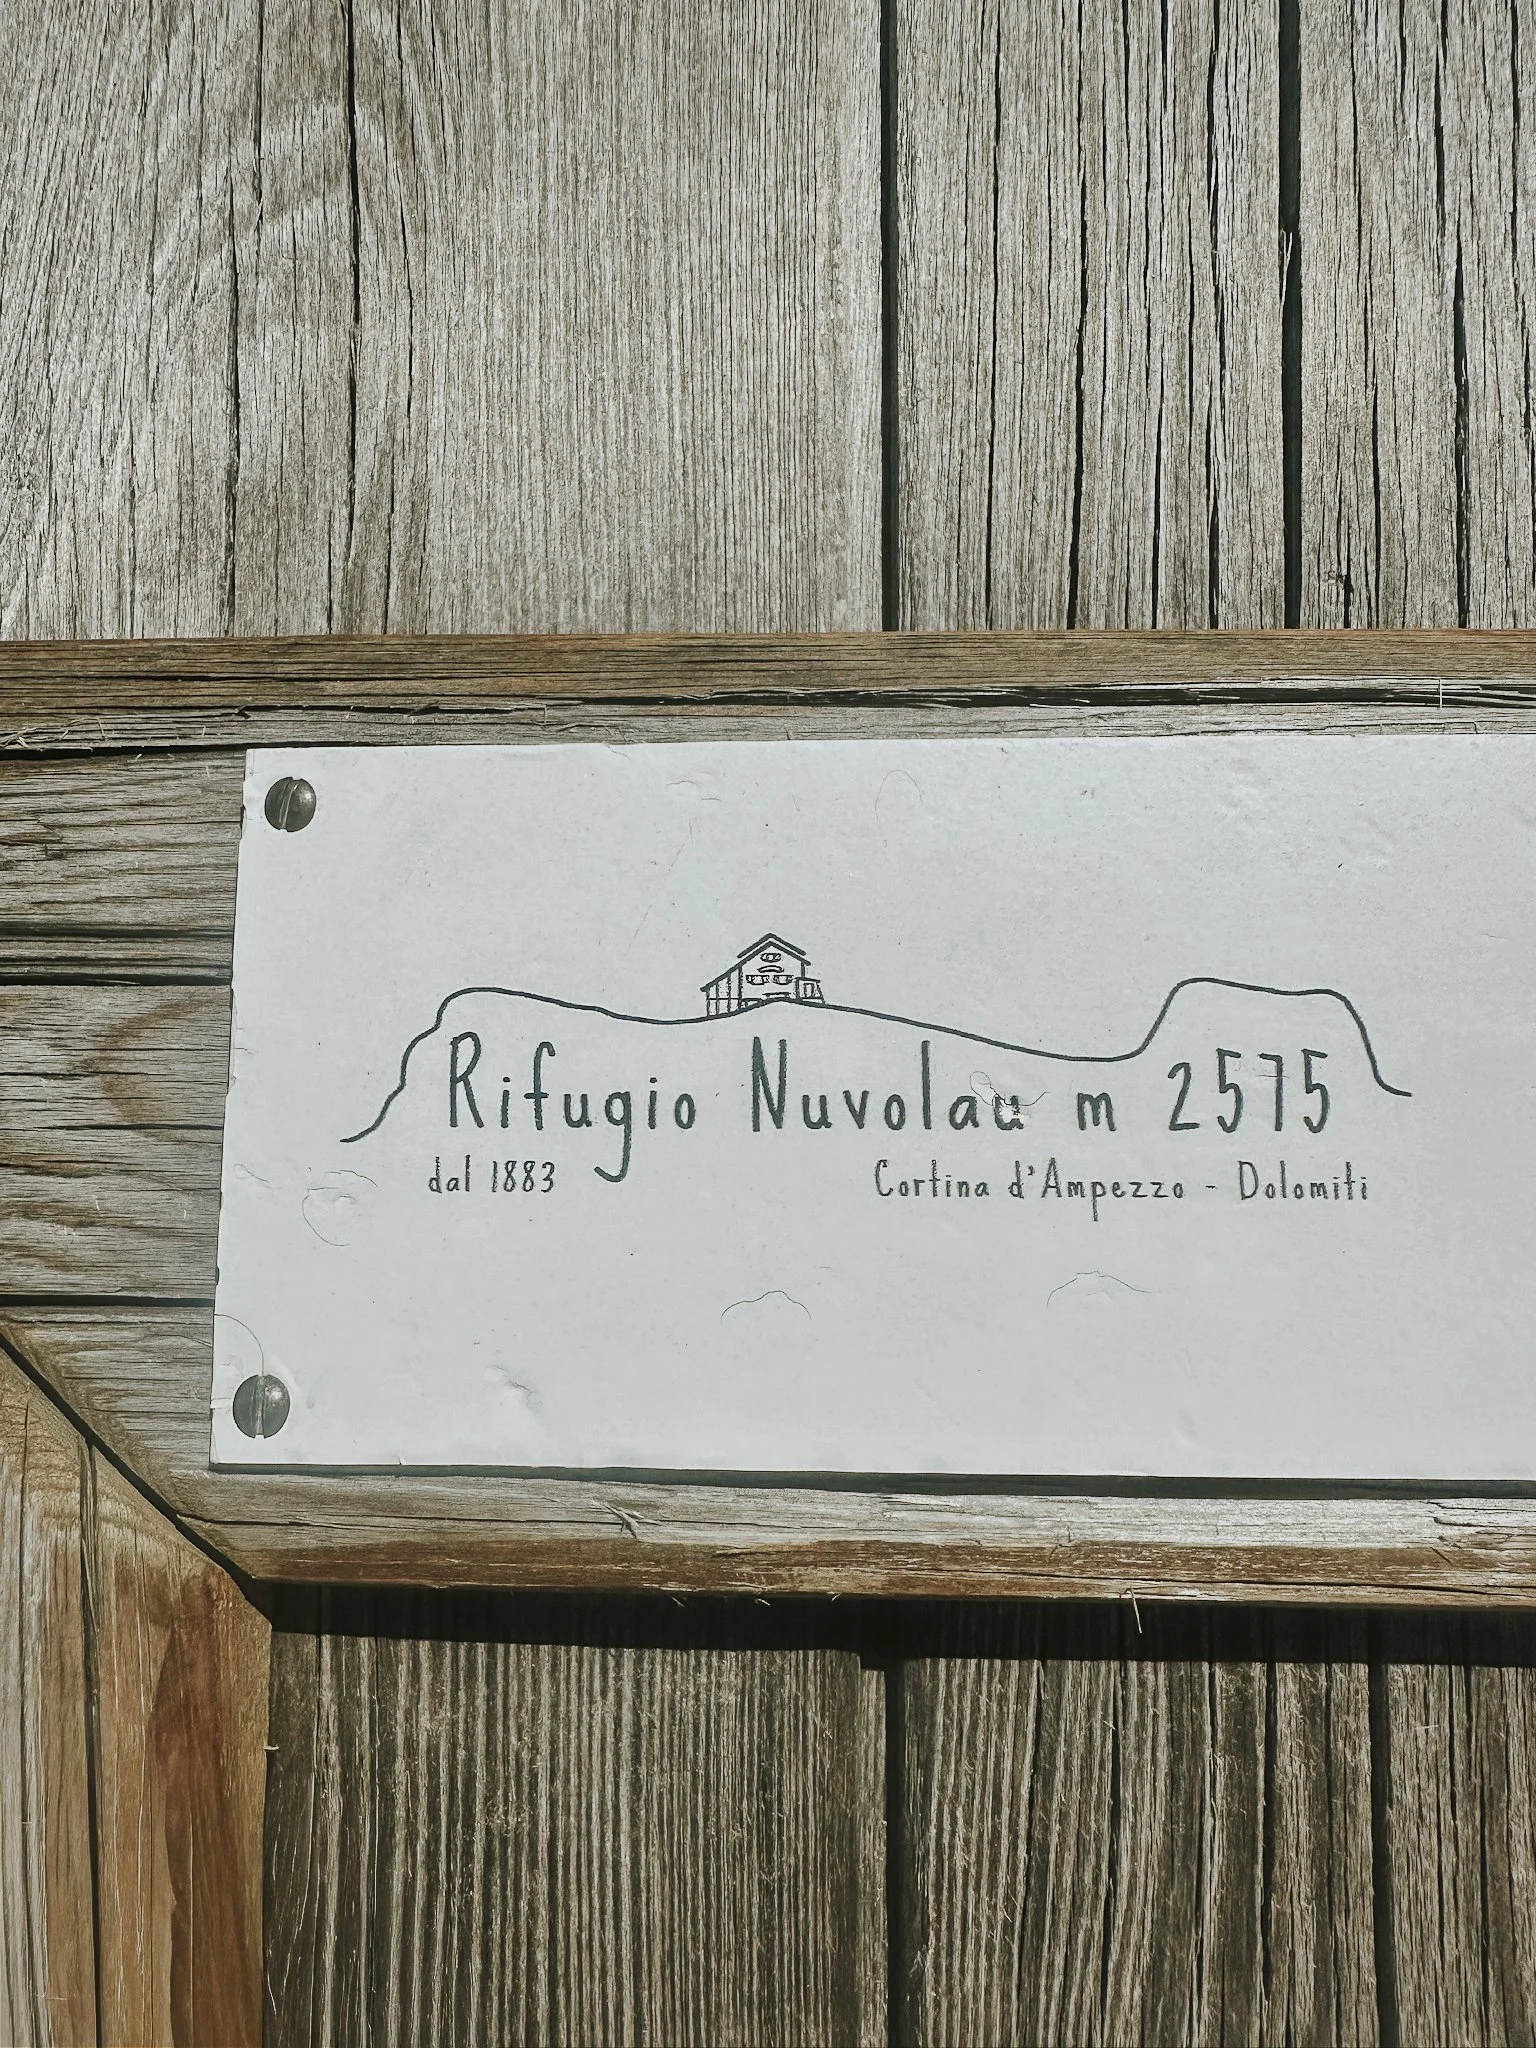 Rifugio Nuvolau m 2575
dal 1883 Cortina d'Ampezzo - Dolomiti